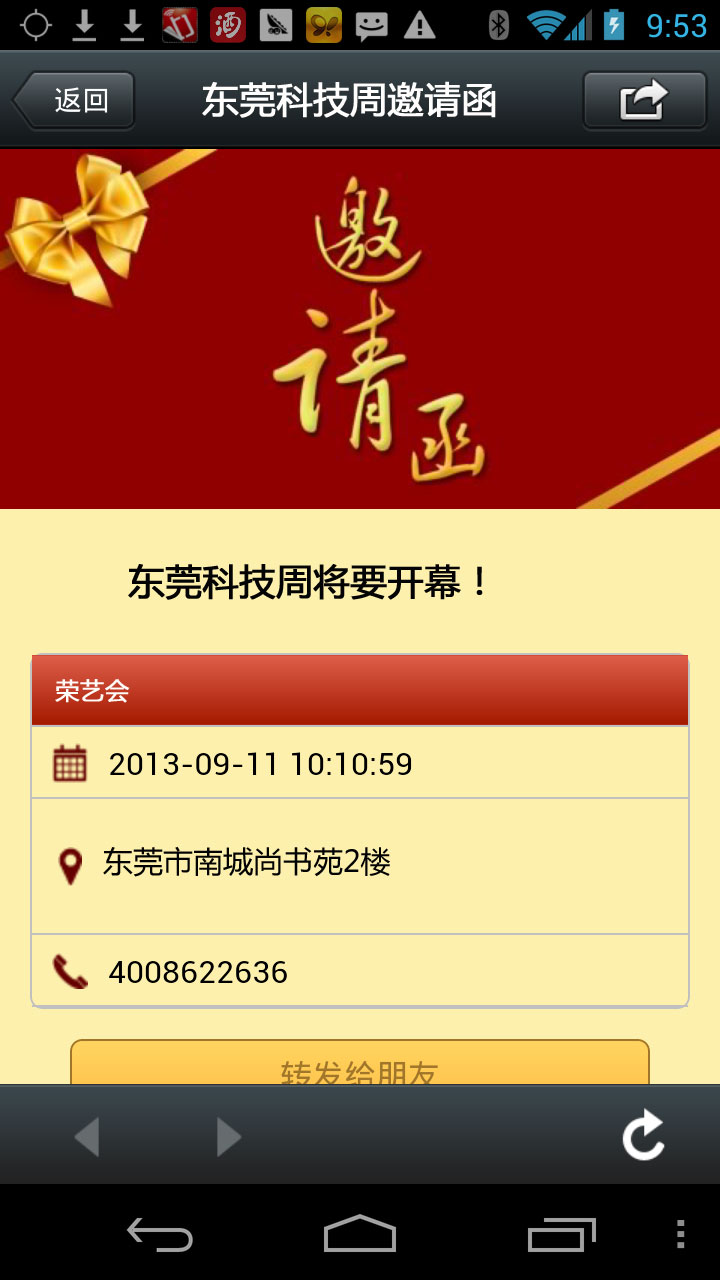 酒
9:53
返回
东莞科技周邀请函
邀
请
函
东莞科技周将要开幕！
荣艺会
2013-09-11 10:10:59
东莞市南城尚书苑2楼
4008622636
转发给朋友